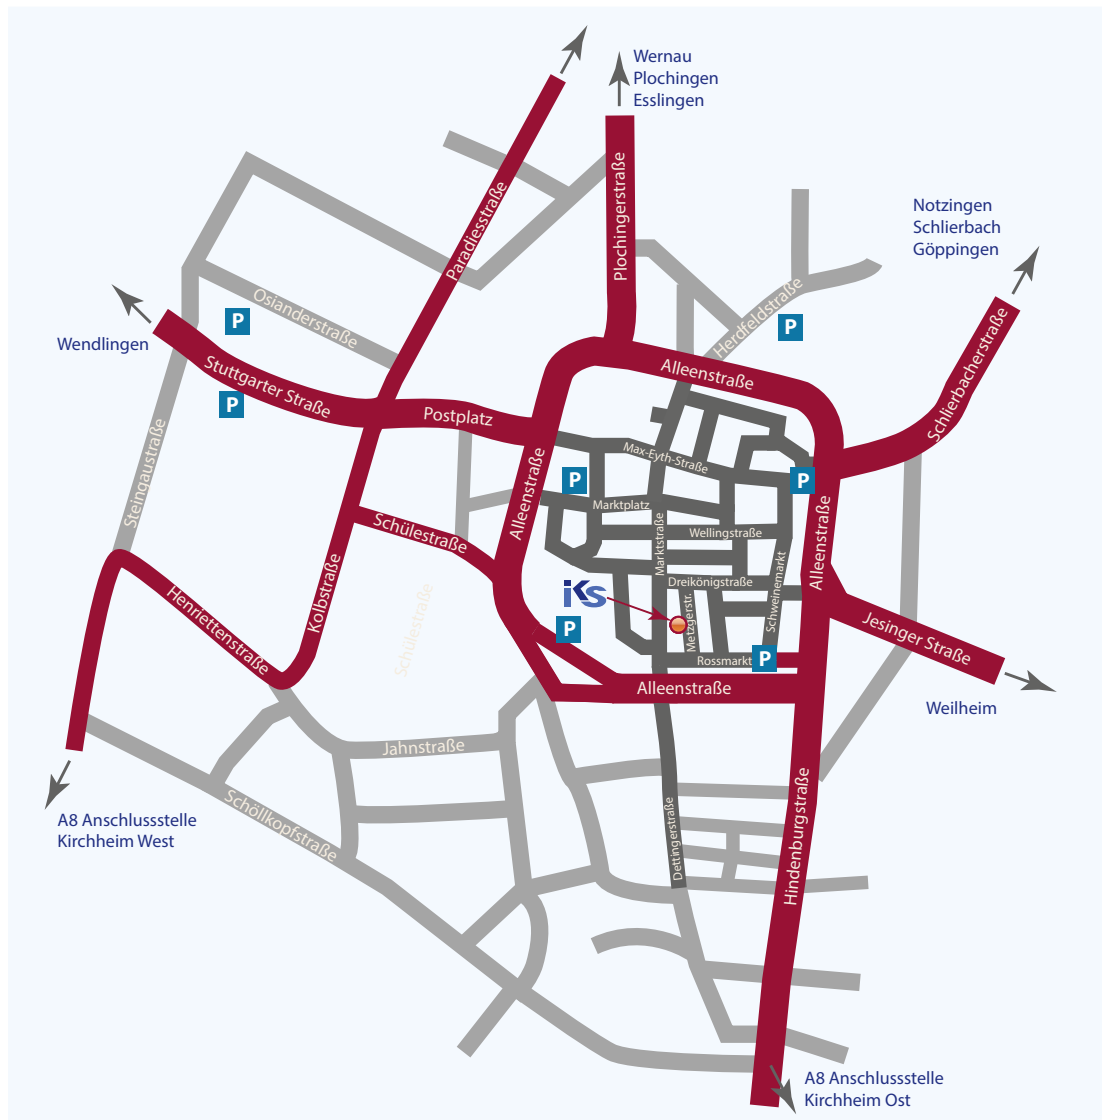 Wernau
Plochingen
Esslingen
Notzingen
Schlierbach
Göppingen
Plochingerstraße
Paradiesstraße
Osianderstraße
Herdfeldstraße
P
P
Wendlingen
Stuttgarter Straße
P
Postplatz
Alleenstraße
Schlierbacherstraße
Steingaustraße
Max-Eyth-Straße
P
P
Alleenstraße
Marktplatz
Schülestraße
Marktstraße
Wellingstraße
Alleenstraße
Dreikönigstraße
Schweinemarkt
Henriettenstraße
Kolbstraße
Schülestraße
iKs
Metzgerstr.
P
Rossmarkt
P
Jesinger Straße
Alleenstraße
Weilheim
Jahnstraße
Schöllkopfstraße
Dettingerstraße
Hindenburgstraße
A8 Anschlussstelle
Kirchheim West
A8 Anschlussstelle
Kirchheim Ost